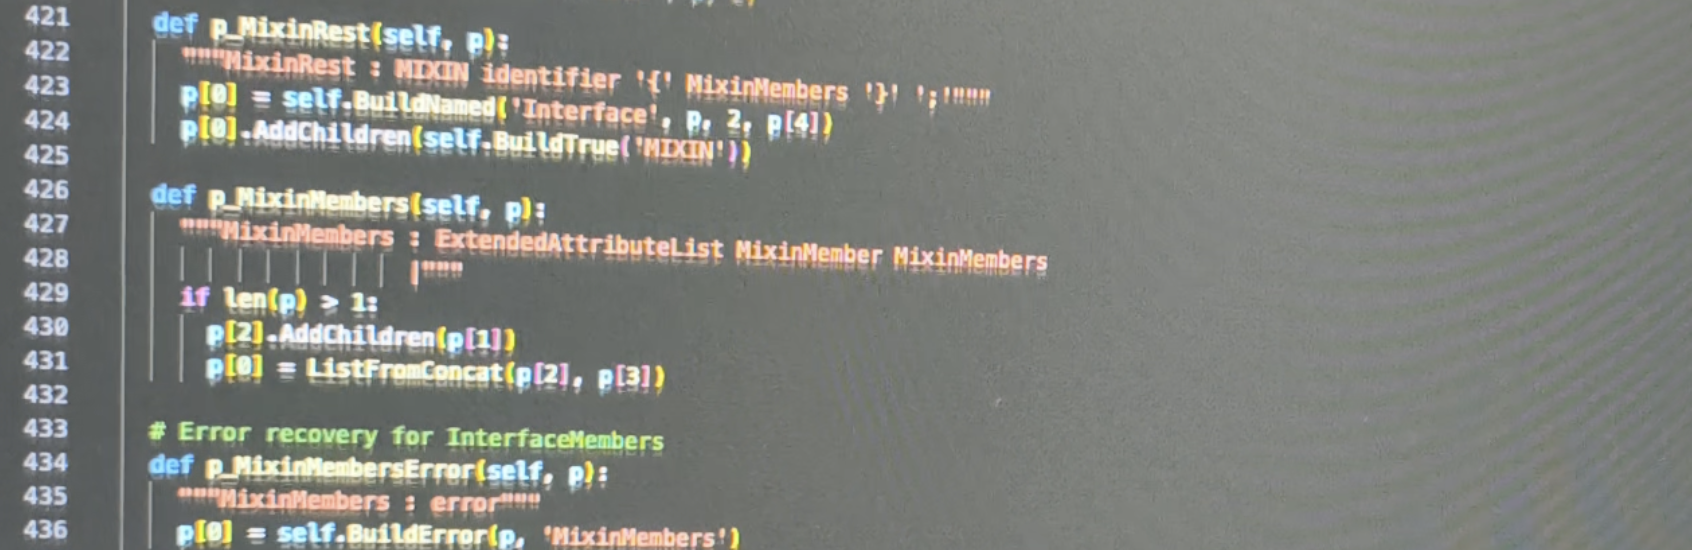 421 def p_MixinRest(self, p):
422 """MixinRest : MIXIN identifier '{' MixinMembers '}' ';'"""
423 p[0] = self.BuildNamed('Interface', p, 2, p[4])
424 p[0].AddChildren(self.BuildTrue('MIXIN'))
425
426 def p_MixinMembers(self, p):
427 """MixinMembers : ExtendedAttributeList MixinMember MixinMembers
428 |"""
429 if len(p) > 1:
430 p[2].AddChildren(p[1])
431 p[0] = ListFromConcat(p[2], p[3])
432
433 # Error recovery for InterfaceMembers
434 def p_MixinMembersError(self, p):
435 """MixinMembers : error"""
436 p[0] = self.BuildError(p, 'MixinMembers')